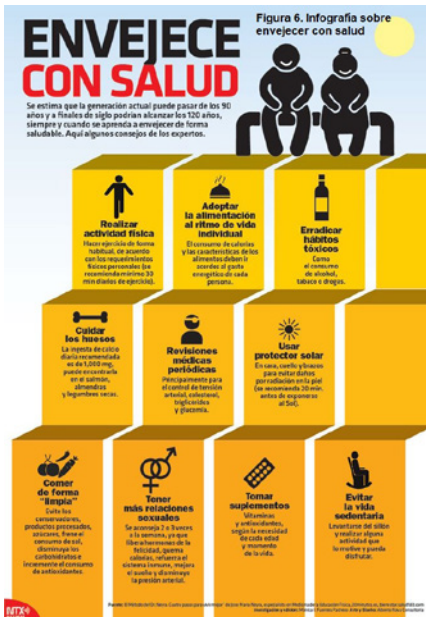 Figura 6. Infografía sobre
envejecer con salud
ENVEJECE
CON SALUD
Se estima que la generación actual puede pasar de los 90
años y a finales de siglo podrían alcanzar los 120 años,
siempre y cuando se aprenda a envejecer de forma
saludable. Aquí algunos consejos de los expertos.
Realizar
actividad física
Hacer ejercicio de forma
habitual, de acuerdo
con los requerimientos
físicos personales (se
recomienda mínimo 30
min diarios de ejercicio).
Adoptar
la alimentación
al ritmo de vida
individual
El consumo de calorías
y las características de los
alimentos deben ir
acordes al gasto
energético de cada
persona.
Erradicar
hábitos
tóxicos
Como
el consumo
de alcohol,
tabaco o drogas.
Cuidar
los huesos
La ingesta de calcio
diaria recomendada
es de 1,000 mg,
puede encontrarla
en el salmón,
almendras
y legumbres secas.
Revisiones
médicas
periódicas
Principalmente para
el control de tensión
arterial, colesterol,
triglicéridos
y glucemia.
Usar
protector solar
En cara, cuello y brazos
para evitar daños
por radiación en la piel
(se recomienda 20 min.
antes de exponerse
al Sol).
Comer
de forma
"limpia"
Evite los
conservadores,
productos procesados,
azúcares, frene el
consumo de sal,
disminuya los
carbohidratos e
incremente el consumo
de antioxidantes.
Tener
más relaciones
sexuales
Se aconseja 2 o 3 veces
a la semana, ya que
libera hormonas de la
felicidad, quema
calorías, refuerza el
sistema inmune, mejora
el sueño y disminuye
la presión arterial.
Tomar
suplementos
Vitaminas
y antioxidantes,
según la necesidad
de cada edad
y momento
de la vida.
Evitar
la vida
sedentaria
Levantarse del sillón
y realizar alguna
actividad que
lo motive y pueda
disfrutar.
NTX